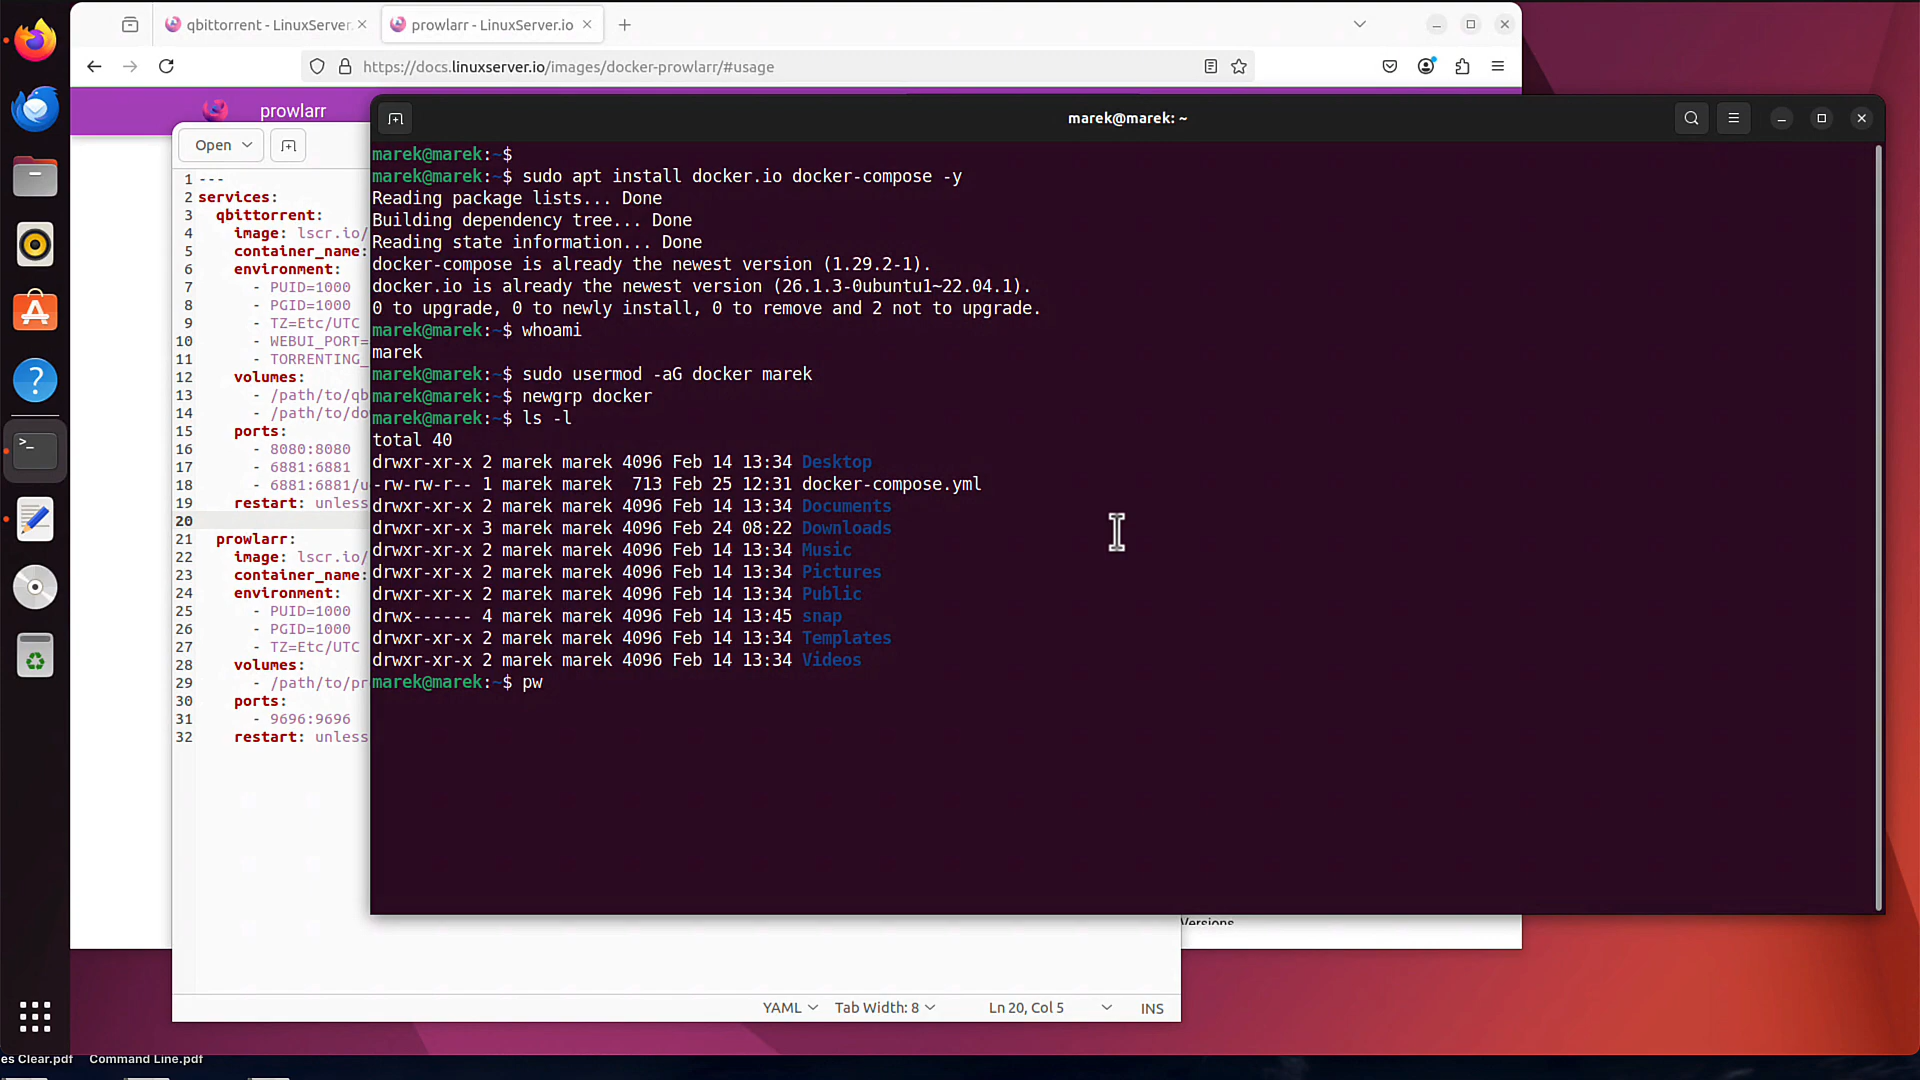 qbittorrent - LinuxServer.
prowlarr - LinuxServer.io
https://docs.linuxserver.io/images/docker-prowlarr/#usage
prowlarr
Open
1 ---
2 services:
3 qbittorrent:
4 image: lscr.io/
5 container_name:
6 environment:
7 - PUID=1000
8 - PGID=1000
9 - TZ=Etc/UTC
10 - WEBUI_PORT=
11 - TORRENTING_
12 volumes:
13 - /path/to/qb
14 - /path/to/do
15 ports:
16 - 8080:8080
17 - 6881:6881
18 - 6881:6881/u
19 restart: unless
20
21 prowlarr:
22 image: lscr.io/
23 container_name:
24 environment:
25 - PUID=1000
26 - PGID=1000
27 - TZ=Etc/UTC
28 volumes:
29 - /path/to/pr
30 ports:
31 - 9696:9696
32 restart: unless
marek@marek: ~
marek@marek:~$
marek@marek:~$ sudo apt install docker.io docker-compose -y
Reading package lists... Done
Building dependency tree... Done
Reading state information... Done
docker-compose is already the newest version (1.29.2-1).
docker.io is already the newest version (26.1.3-0ubuntu1~22.04.1).
0 to upgrade, 0 to newly install, 0 to remove and 2 not to upgrade.
marek@marek:~$ whoami
marek
marek@marek:~$ sudo usermod -aG docker marek
marek@marek:~$ newgrp docker
marek@marek:~$ ls -l
total 40
drwxr-xr-x 2 marek marek 4096 Feb 14 13:34 Desktop
-rw-rw-r-- 1 marek marek  713 Feb 25 12:31 docker-compose.yml
drwxr-xr-x 2 marek marek 4096 Feb 14 13:34 Documents
drwxr-xr-x 3 marek marek 4096 Feb 24 08:22 Downloads
drwxr-xr-x 2 marek marek 4096 Feb 14 13:34 Music
drwxr-xr-x 2 marek marek 4096 Feb 14 13:34 Pictures
drwxr-xr-x 2 marek marek 4096 Feb 14 13:34 Public
drwx------ 4 marek marek 4096 Feb 14 13:45 snap
drwxr-xr-x 2 marek marek 4096 Feb 14 13:34 Templates
drwxr-xr-x 2 marek marek 4096 Feb 14 13:34 Videos
marek@marek:~$ pw
Versions
YAML Tab Width: 8 Ln 20, Col 5 INS
es Clear.pdf Command Line.pdf